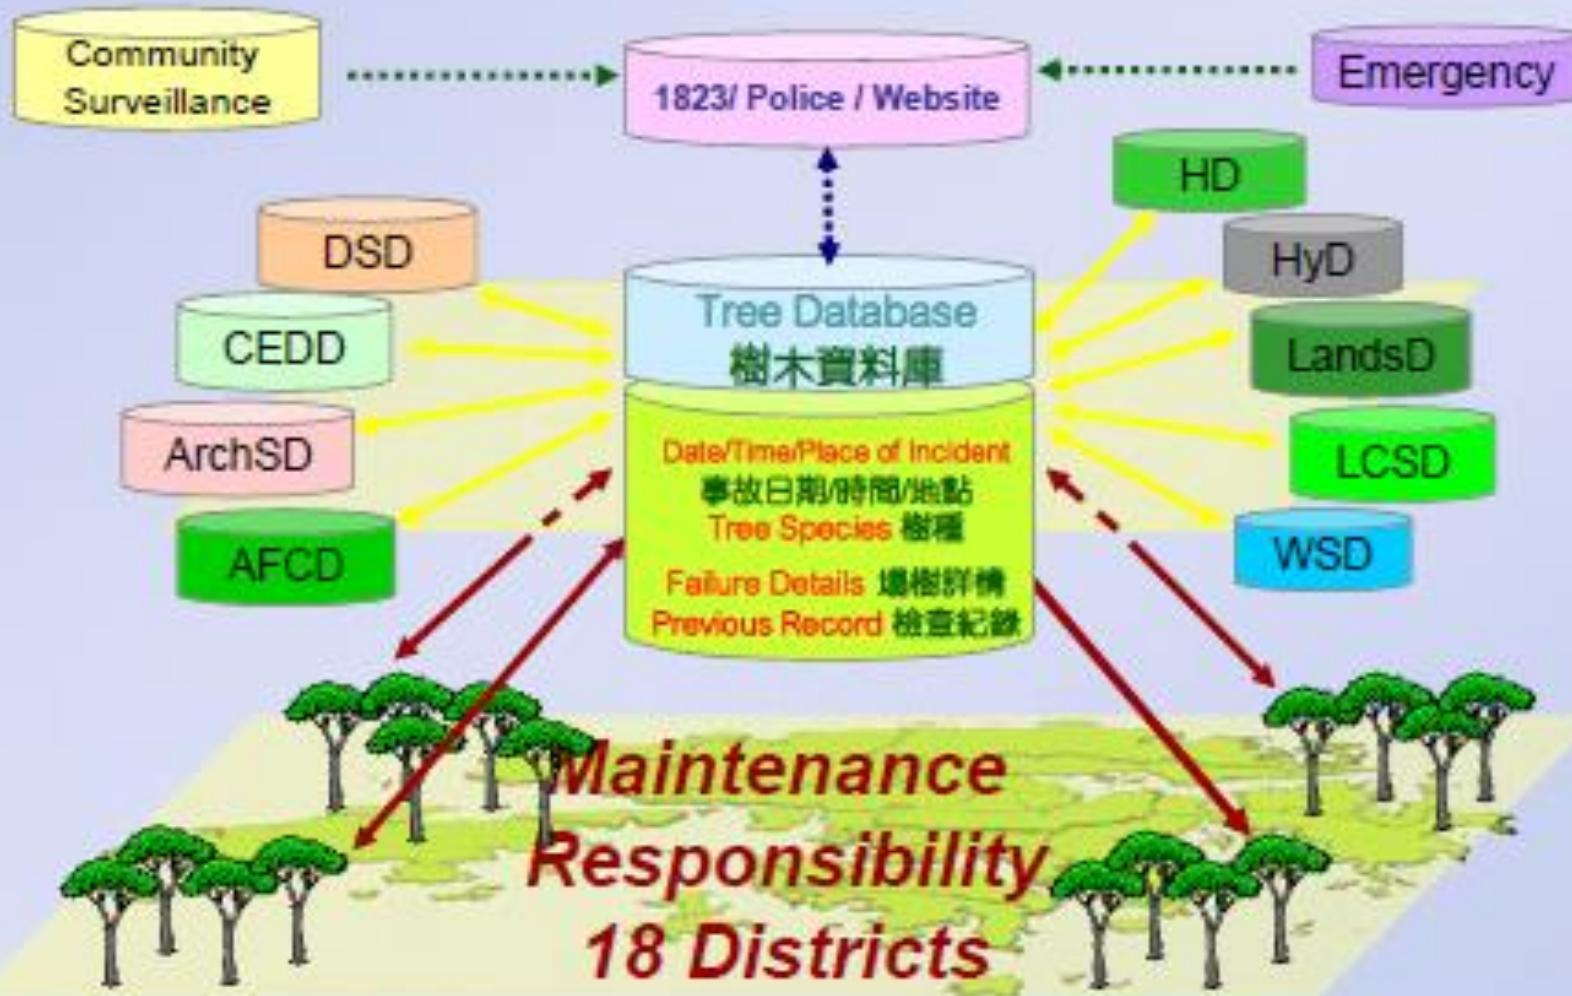 Community
Surveillance
1823/ Police / Website
Emergency
HD
DSD
HyD
Tree Database
樹木資料庫
CEDD
LandsD
ArchSD
LCSD
Date/Time/Place of Incident
事故日期/時間/地點
Tree Species 樹種
AFCD
WSD
Failure Details 塌樹詳情
Previous Record 檢查紀錄
Maintenance
Responsibility
18 Districts